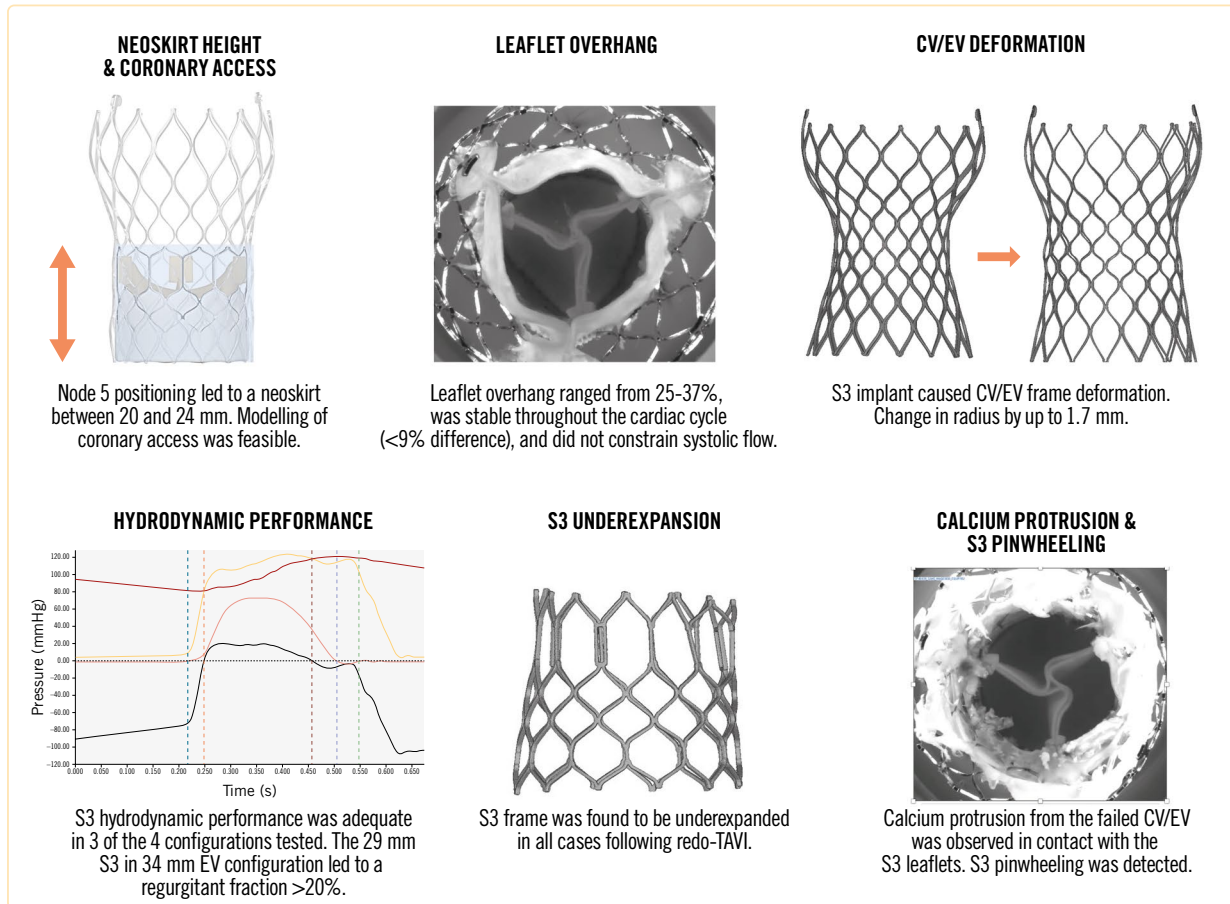 NEOSKIRT HEIGHT
& CORONARY ACCESS
Node 5 positioning led to a neoskirt
between 20 and 24 mm. Modelling of
coronary access was feasible.
LEAFLET OVERHANG
Leaflet overhang ranged from 25-37%,
was stable throughout the cardiac cycle
(<9% difference), and did not constrain systolic flow.
CV/EV DEFORMATION
S3 implant caused CV/EV frame deformation.
Change in radius by up to 1.7 mm.
HYDRODYNAMIC PERFORMANCE
Pressure (mmHg)
120.00
100.00
80.00
60.00
40.00
20.00
0.00
−20.00
−40.00
−60.00
−80.00
−100.00
−120.00
0.000 0.050 0.100 0.150 0.200 0.250 0.300 0.350 0.400 0.450 0.500 0.550 0.600 0.650
Time (s)
S3 hydrodynamic performance was adequate
in 3 of the 4 configurations tested. The 29 mm
S3 in 34 mm EV configuration led to a
regurgitant fraction >20%.
S3 UNDEREXPANSION
S3 frame was found to be underexpanded
in all cases following redo-TAVI.
CALCIUM PROTRUSION &
S3 PINWHEELING
Calcium protrusion from the failed CV/EV
was observed in contact with the
S3 leaflets. S3 pinwheeling was detected.